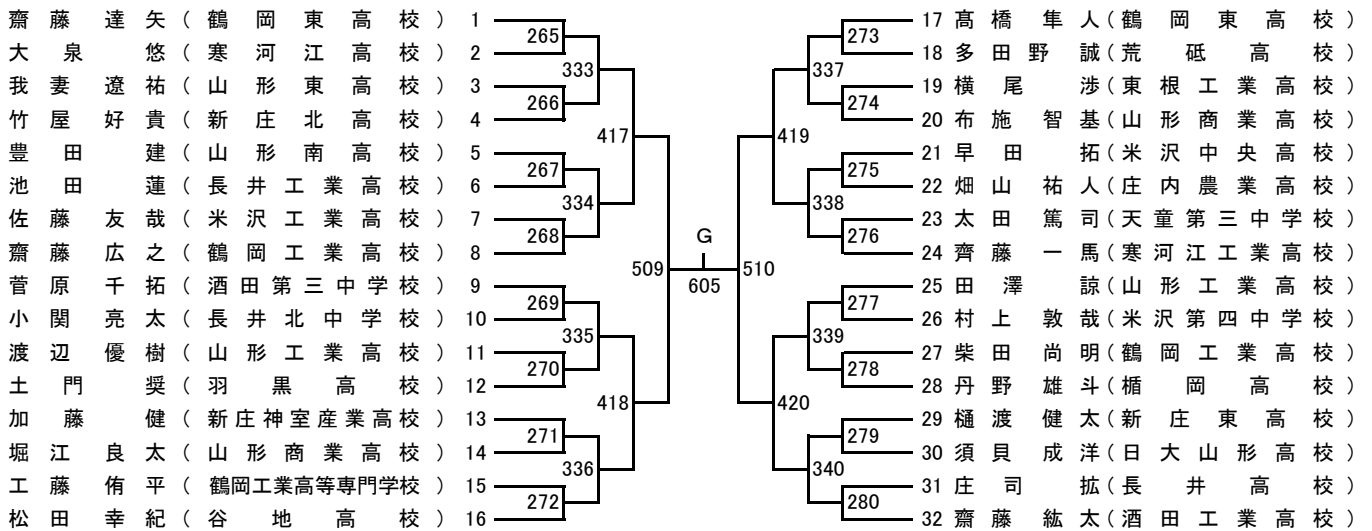 齋藤達矢(鶴岡東高校) 1
大泉悠(寒河江高校) 2
265
我妻遼祐(山形東高校) 3
竹屋好貴(新庄北高校) 4
266
333
豊田建(山形南高校) 5
池田蓮(長井工業高校) 6
267
佐藤友哉(米沢工業高校) 7
齋藤広之(鶴岡工業高校) 8
268
334
417
菅原千拓(酒田第三中学校) 9
小関亮太(長井北中学校) 10
269
渡辺優樹(山形工業高校) 11
土門奨(羽黒高校) 12
270
335
加藤健(新庄神室産業高校) 13
堀江良太(山形商業高校) 14
271
工藤侑平(鶴岡工業高等専門学校) 15
松田幸紀(谷地高校) 16
272
336
418
509
G
605
510
17 髙橋隼人(鶴岡東高校)
18 多田野誠(荒砥高校)
273
19 横尾渉(東根工業高校)
20 布施智基(山形商業高校)
274
337
21 早田拓(米沢中央高校)
22 畑山祐人(庄内農業高校)
275
23 太田篤司(天童第三中学校)
24 齊藤一馬(寒河江工業高校)
276
338
419
25 田澤諒(山形工業高校)
26 村上敦哉(米沢第四中学校)
277
27 柴田尚明(鶴岡工業高校)
28 丹野雄斗(楯岡高校)
278
339
29 樋渡健太(新庄東高校)
30 須貝成洋(日大山形高校)
279
31 庄司拡(長井高校)
32 齋藤紘太(酒田工業高校)
280
340
420